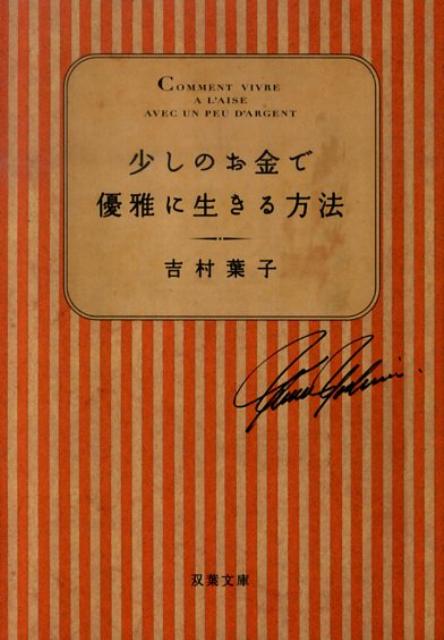 COMMENT VIVRE
A L'AISE
AVEC UN PEU D'ARGENT
少しのお金で
優雅に生きる方法
吉村葉子
双葉文庫